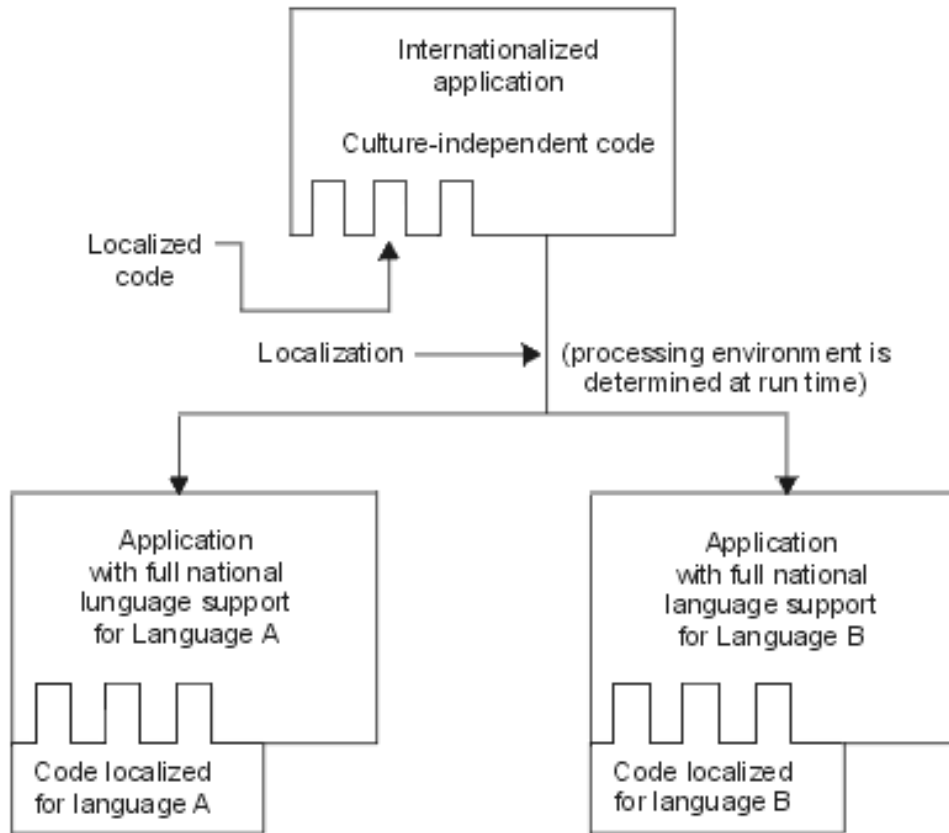 Internationalized
application
Culture-independent code
Localized
code
Localization
(processing environment is
determined at run time)
Application
with full national
lunguage support
for Language A
Code localized
for language A
Application
with full national
language support
for Language B
Code localized
for language B